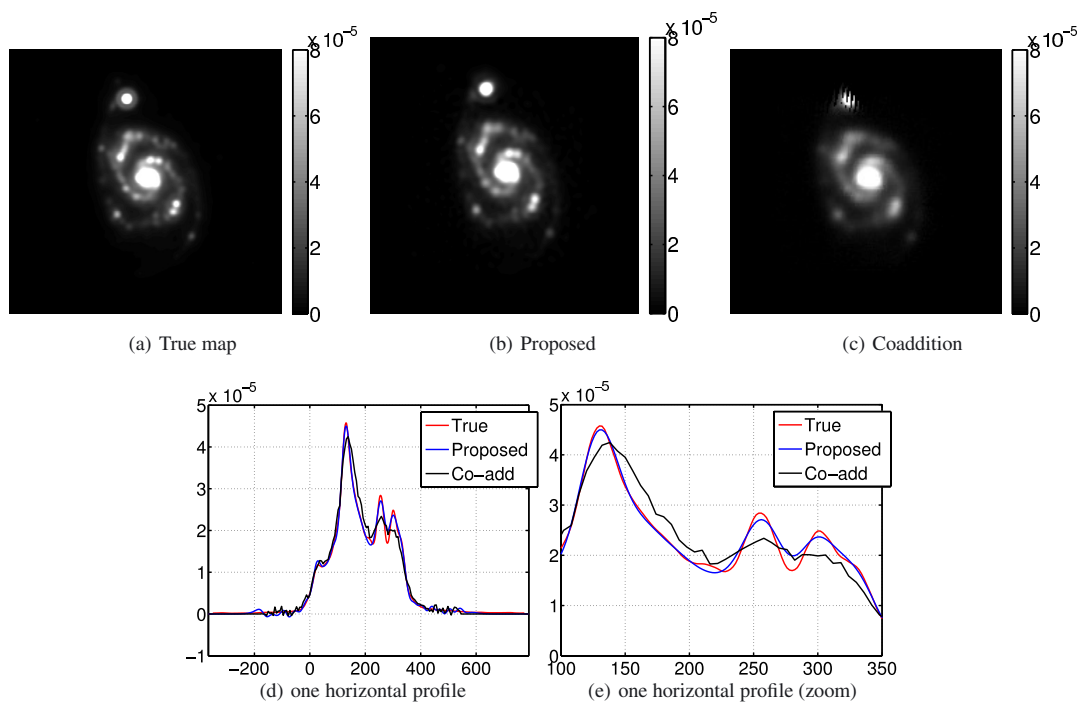 x 10⁻⁵
8
6
4
2
0
(a) True map
x 10⁻⁵
8
6
4
2
0
(b) Proposed
x 10⁻⁵
8
6
4
2
0
(c) Coaddition
x 10⁻⁵
5
4
3
2
1
0
−1
−200 0 200 400 600
True
Proposed
Co−add
(d) one horizontal profile
x 10⁻⁵
5
4
3
2
1
0
100 150 200 250 300 350
True
Proposed
Co−add
(e) one horizontal profile (zoom)